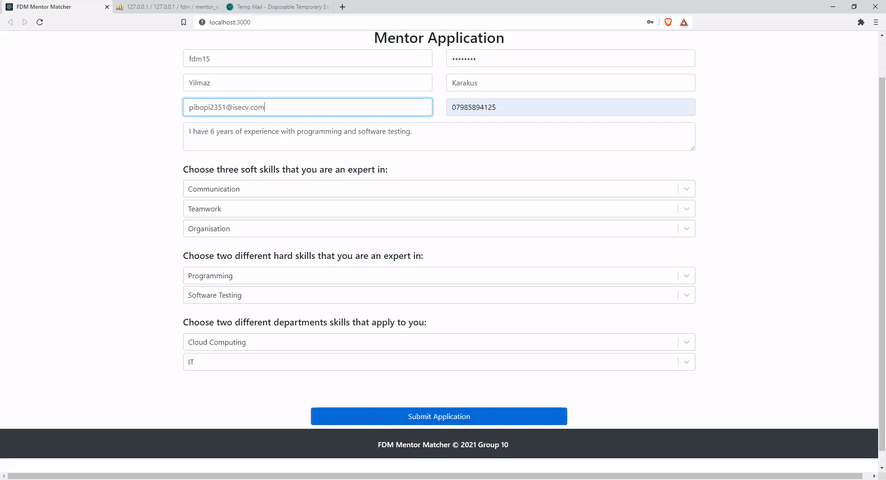 FDM Mentor Matcher
127.0.0.1 / 127.0.0.1 / fdm / mentor_u
Temp Mail - Disposable Temporary Em
localhost:3000
Mentor Application
fdm15 ••••••••
Yilmaz Karakus
pibopi2351@isecv.com 07985894125
I have 6 years of experience with programming and software testing.
Choose three soft skills that you are an expert in:
Communication
Teamwork
Organisation
Choose two different hard skills that you are an expert in:
Programming
Software Testing
Choose two different departments skills that apply to you:
Cloud Computing
IT
Submit Application
FDM Mentor Matcher © 2021 Group 10